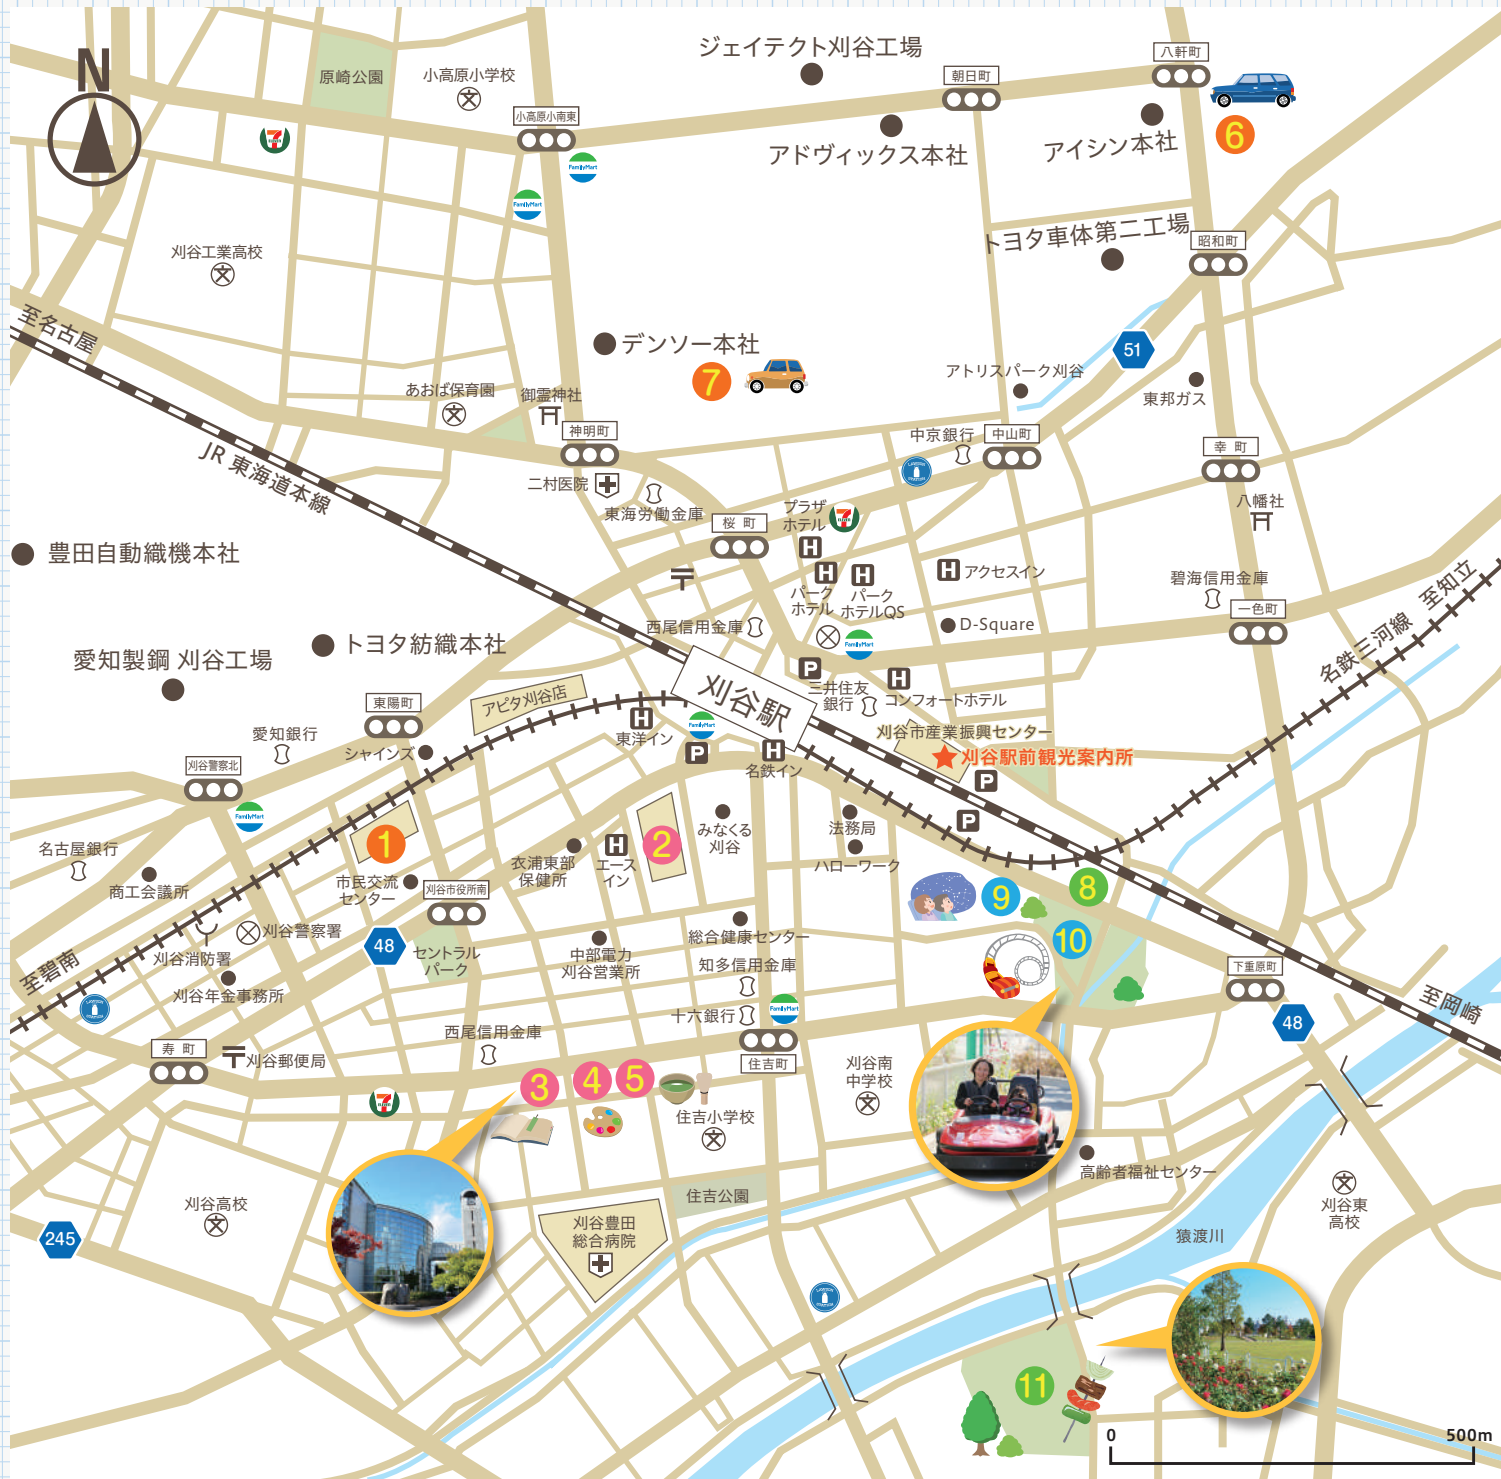 N
原崎公園
小高原小学校
小高原小南東
ジェイテクト刈谷工場
朝日町
八軒町
アドヴィックス本社
アイシン本社
6
FamilyMart
FamilyMart
刈谷工業高校
トヨタ車体第二工場
昭和町
至名古屋
デンソー本社
7
51
アトリスパーク刈谷
東邦ガス
あおば保育園
御霊神社
神明町
中京銀行
中山町
幸 町
JR 東海道本線
二村医院
東海労働金庫
桜 町
プラザ
ホテル
八幡社
豊田自動織機本社
パーク
ホテル
パーク
ホテルQS
アクセスイン
碧海信用金庫
一色町
名鉄三河線
至知立
西尾信用金庫
FamilyMart
D-Square
トヨタ紡織本社
愛知製鋼 刈谷工場
刈谷駅
三井住友
銀行
コンフォートホテル
東陽町
アピタ刈谷店
東洋イン
FamilyMart
名鉄イン
刈谷市産業振興センター
刈谷駅前観光案内所
愛知銀行
シャインズ
刈谷警察北
FamilyMart
1
2
みなくる
刈谷
法務局
ハローワーク
名古屋銀行
商工会議所
市民交流
センター
刈谷市役所南
衣浦東部
保健所
エース
イン
8
9
10
刈谷警察署
刈谷消防署
48
セントラル
パーク
中部電力
刈谷営業所
総合健康センター
知多信用金庫
至碧南
刈谷年金事務所
下重原町
至岡崎
十六銀行
FamilyMart
48
西尾信用金庫
住吉町
寿 町
刈谷郵便局
3
4
5
刈谷南
中学校
住吉小学校
高齢者福祉センター
刈谷東
高校
刈谷高校
住吉公園
245
刈谷豊田
総合病院
猿渡川
11
0
500m